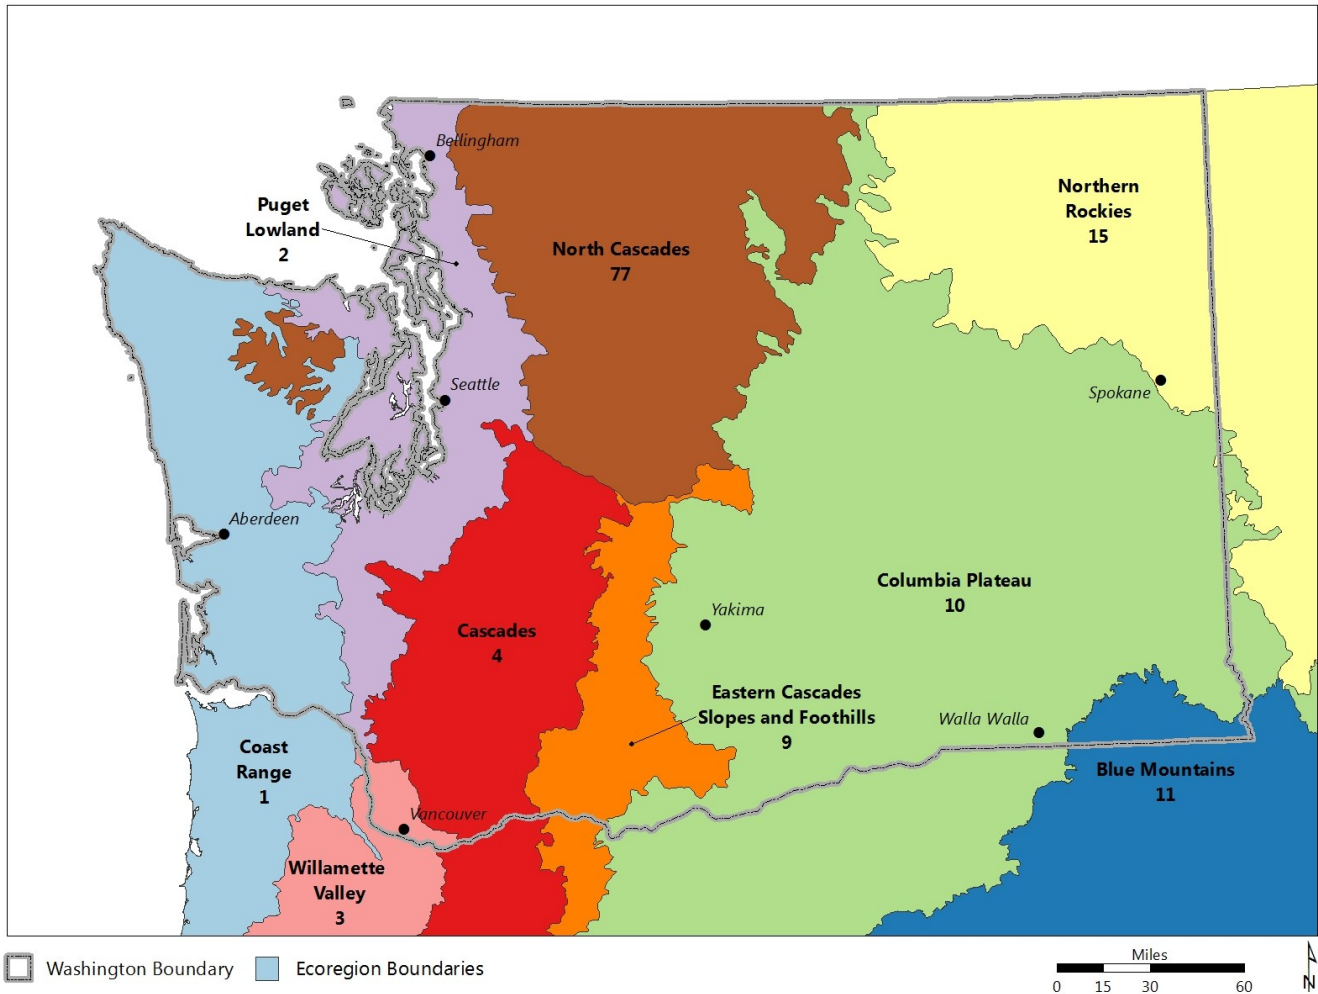 Bellingham
Puget
Lowland
2
Northern
Rockies
15
North Cascades
77
Seattle
Spokane
Aberdeen
Columbia Plateau
10
Yakima
Cascades
4
Eastern Cascades
Slopes and Foothills
9
Walla Walla
Coast
Range
1
Blue Mountains
11
Vancouver
Willamette
Valley
3
Washington Boundary
Ecoregion Boundaries
Miles
0 15 30 60
N